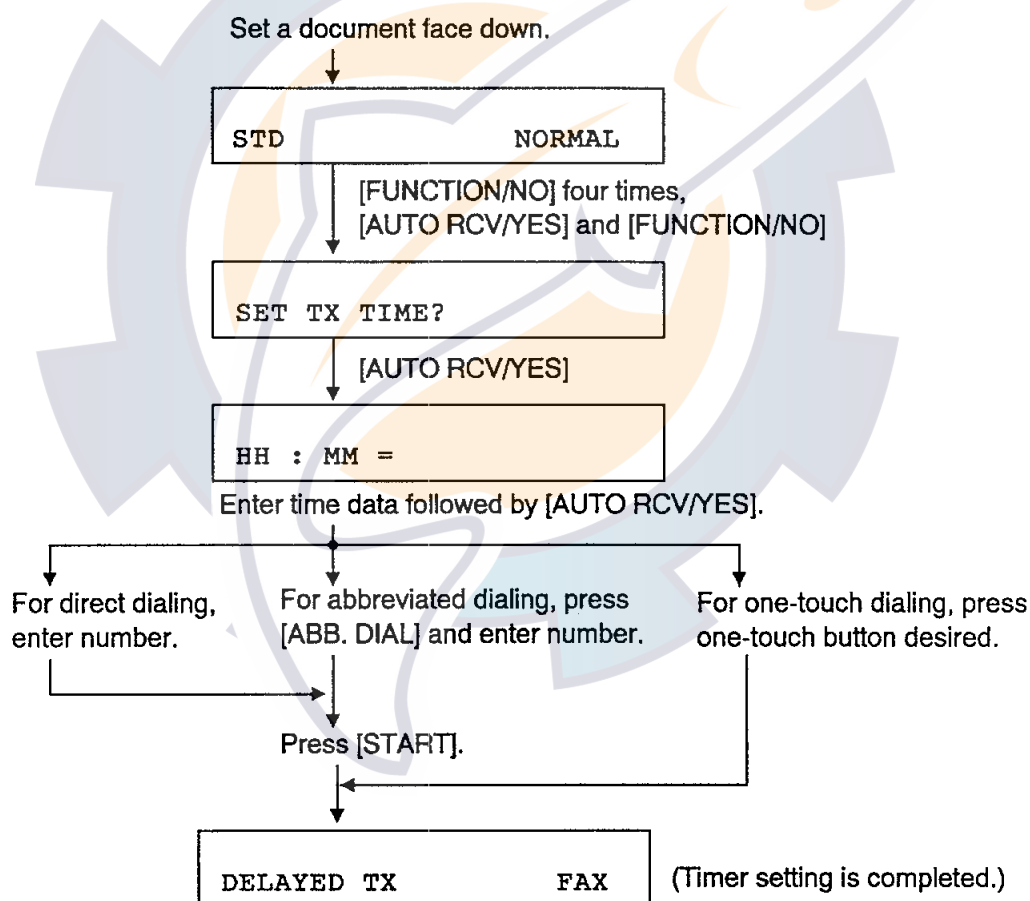 Set a document face down.
STD NORMAL
[FUNCTION/NO] four times,
[AUTO RCV/YES] and [FUNCTION/NO]
SET TX TIME?
[AUTO RCV/YES]
HH : MM =
Enter time data followed by [AUTO RCV/YES].
For direct dialing,
enter number.
For abbreviated dialing, press
[ABB. DIAL] and enter number.
For one-touch dialing, press
one-touch button desired.
Press [START].
DELAYED TX FAX
(Timer setting is completed.)